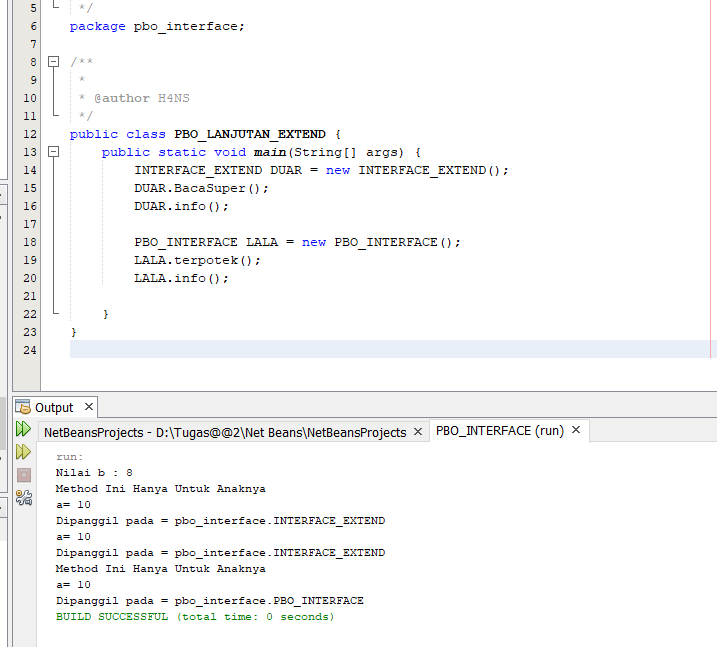 5 */
6 package pbo_interface;
7
8 /**
9 *
10 * @author H4NS
11 */
12 public class PBO_LANJUTAN_EXTEND {
13 public static void main(String[] args) {
14 INTERFACE_EXTEND DUAR = new INTERFACE_EXTEND();
15 DUAR.BacaSuper();
16 DUAR.info();
17
18 PBO_INTERFACE LALA = new PBO_INTERFACE();
19 LALA.terpotek();
20 LALA.info();
21
22 }
23 }
24
Output
NetBeansProjects - D:\Tugas@@2\Net Beans\NetBeansProjects PBO_INTERFACE (run)
run:
Nilai b : 8
Method Ini Hanya Untuk Anaknya
a= 10
Dipanggil pada = pbo_interface.INTERFACE_EXTEND
a= 10
Dipanggil pada = pbo_interface.INTERFACE_EXTEND
Method Ini Hanya Untuk Anaknya
a= 10
Dipanggil pada = pbo_interface.PBO_INTERFACE
BUILD SUCCESSFUL (total time: 0 seconds)